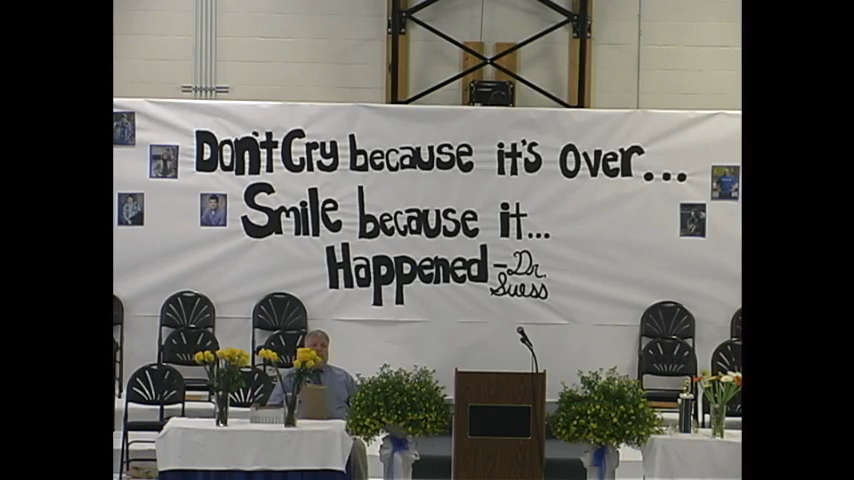 Don't Cry because it's over...
Smile because it...
Happened -Dr.
Suess